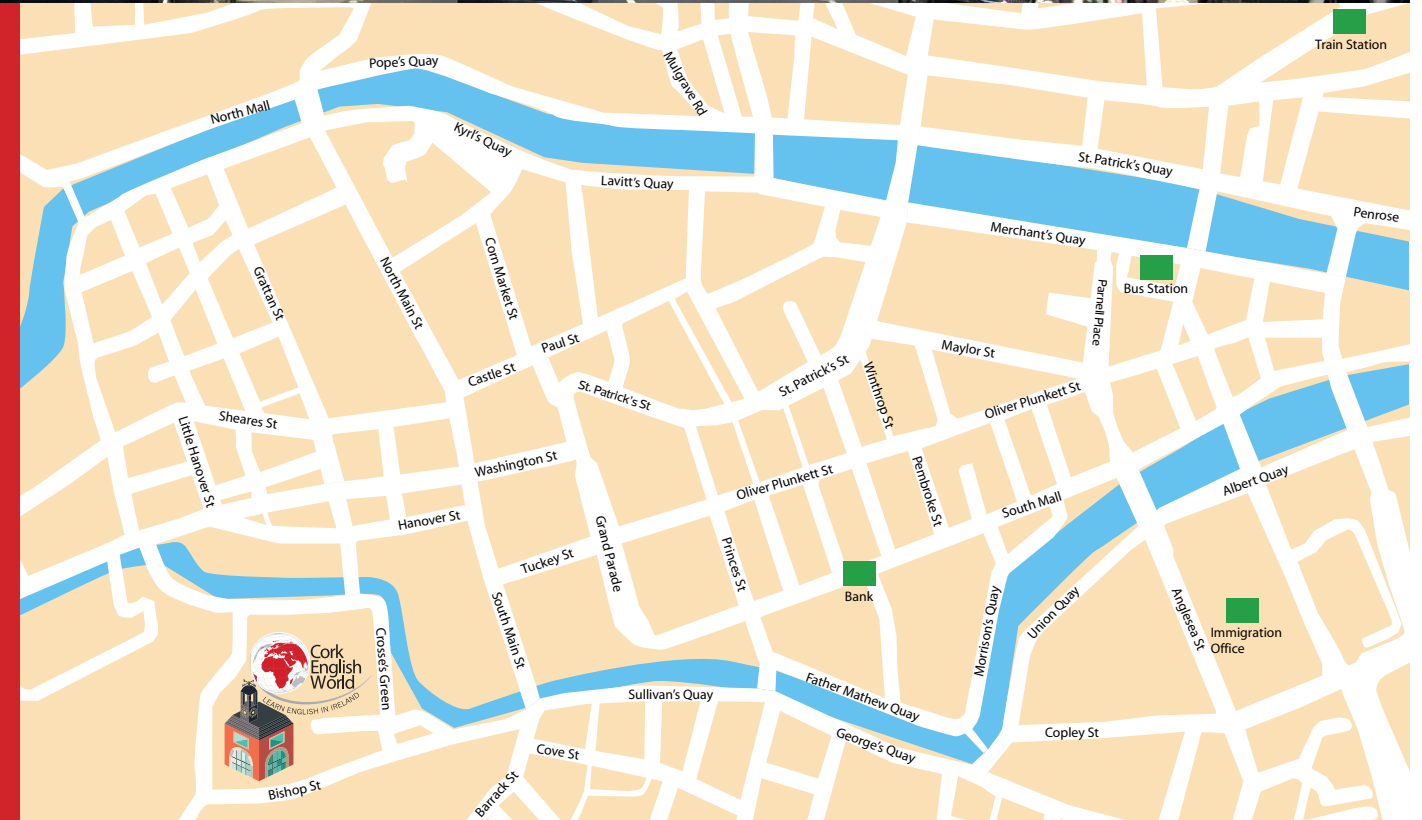 Train Station
Pope's Quay
Mulgrave Rd
North Mall
Kyrl's Quay
St. Patrick's Quay
Lavitt's Quay
Penrose
Merchant's Quay
Bus Station
Parnell Place
Grattan St
North Main St
Corn Market St
Paul St
Castle St
Maylor St
St. Patrick's St
St. Patrick's St
Winthrop St
Oliver Plunkett St
Sheares St
Little Hanover St
Washington St
Oliver Plunkett St
Pembroke St
South Mall
Albert Quay
Hanover St
Tuckey St
Grand Parade
Princes St
Bank
South Main St
Morrison's Quay
Union Quay
Anglesea St
Immigration
Office
Crosse's Green
Cork
English
World
LEARN ENGLISH IN IRELAND
Sullivan's Quay
Father Mathew Quay
George's Quay
Copley St
Cove St
Barrack St
Bishop St